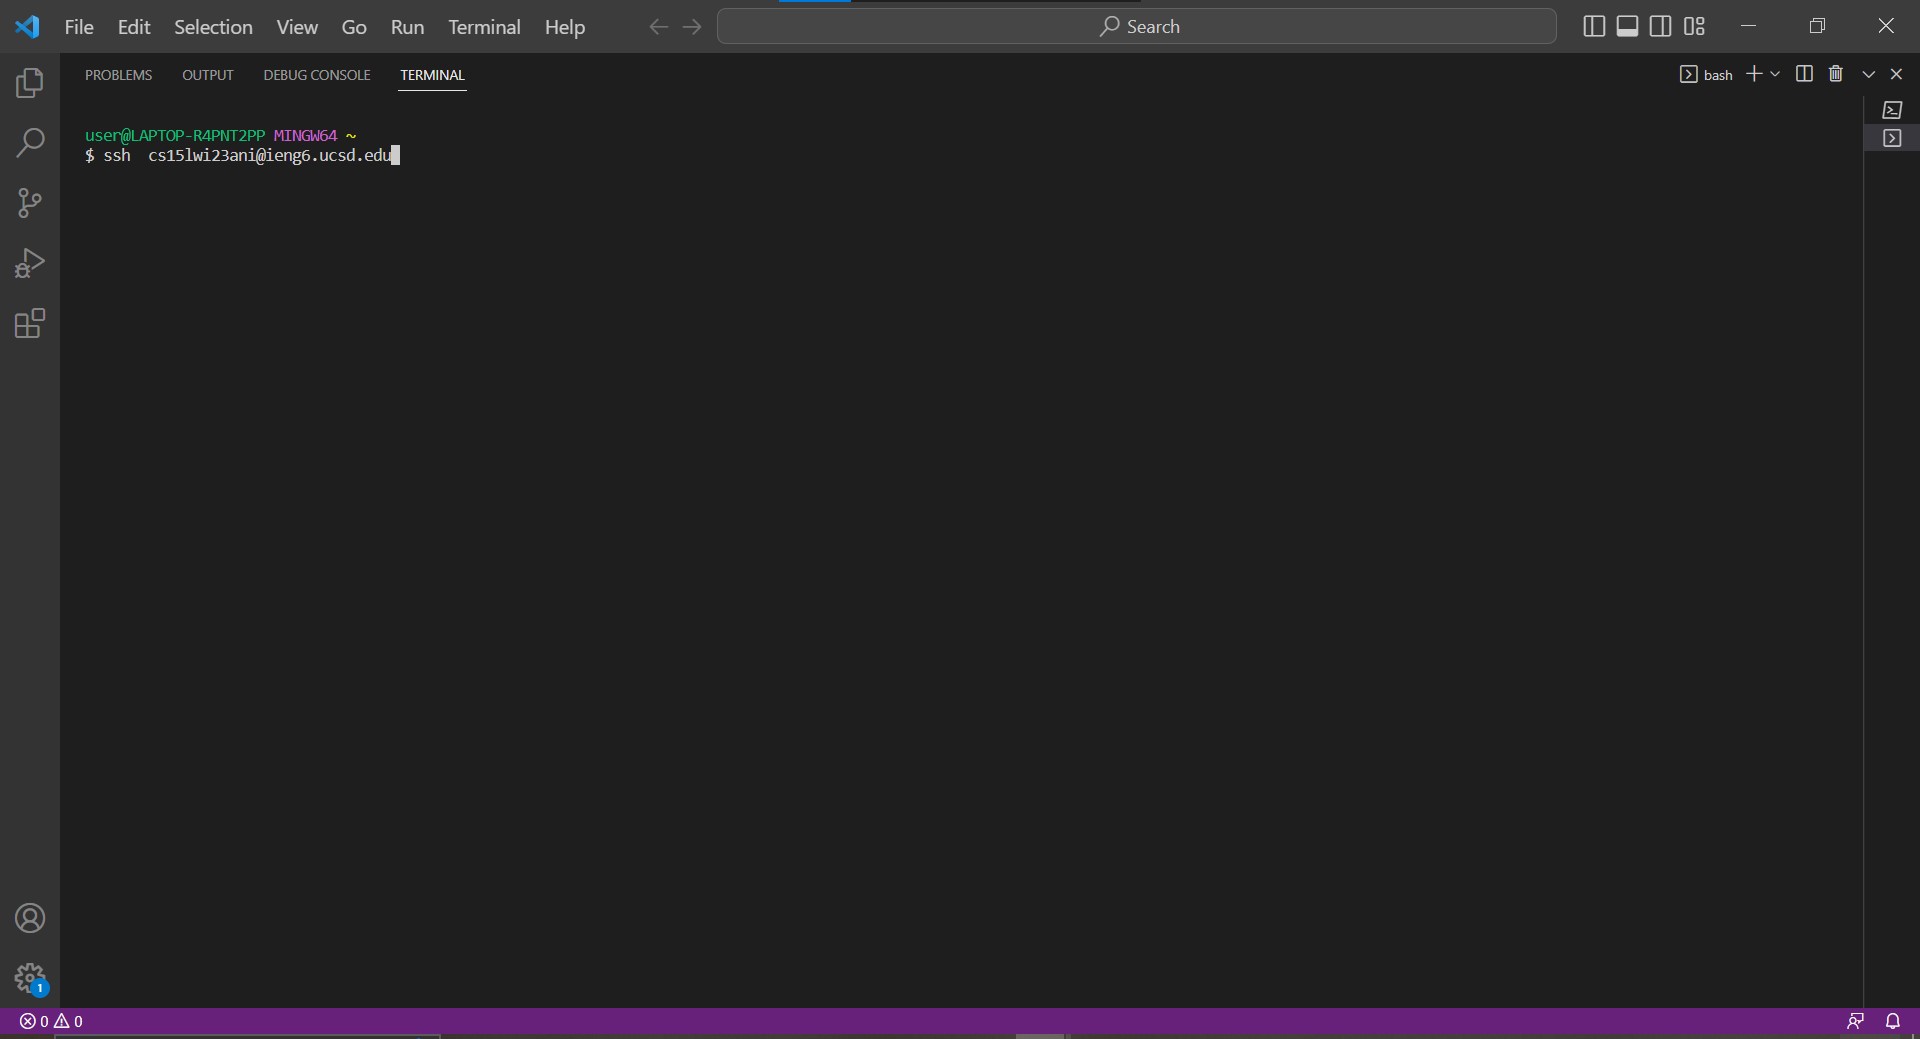 File Edit Selection View Go Run Terminal Help Search
PROBLEMS OUTPUT DEBUG CONSOLE TERMINAL bash
user@LAPTOP-R4PNT2PP MINGW64 ~
$ ssh  cs15lwi23ani@ieng6.ucsd.edu
1
0 0